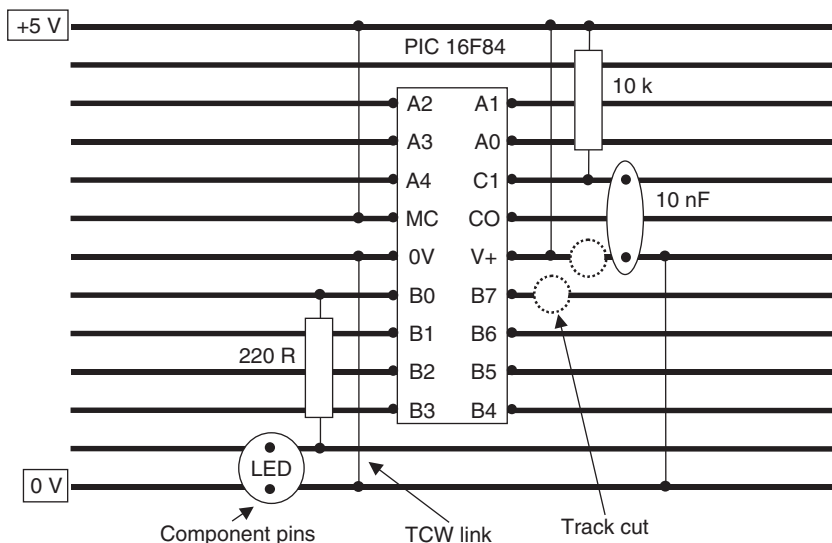 +5 V
PIC 16F84
10 k
A2 A1
A3 A0
A4 C1
MC CO
10 nF
0V V+
B0 B7
B1 B6
220 R
B2 B5
B3 B4
LED
0 V
Component pins
TCW link
Track cut